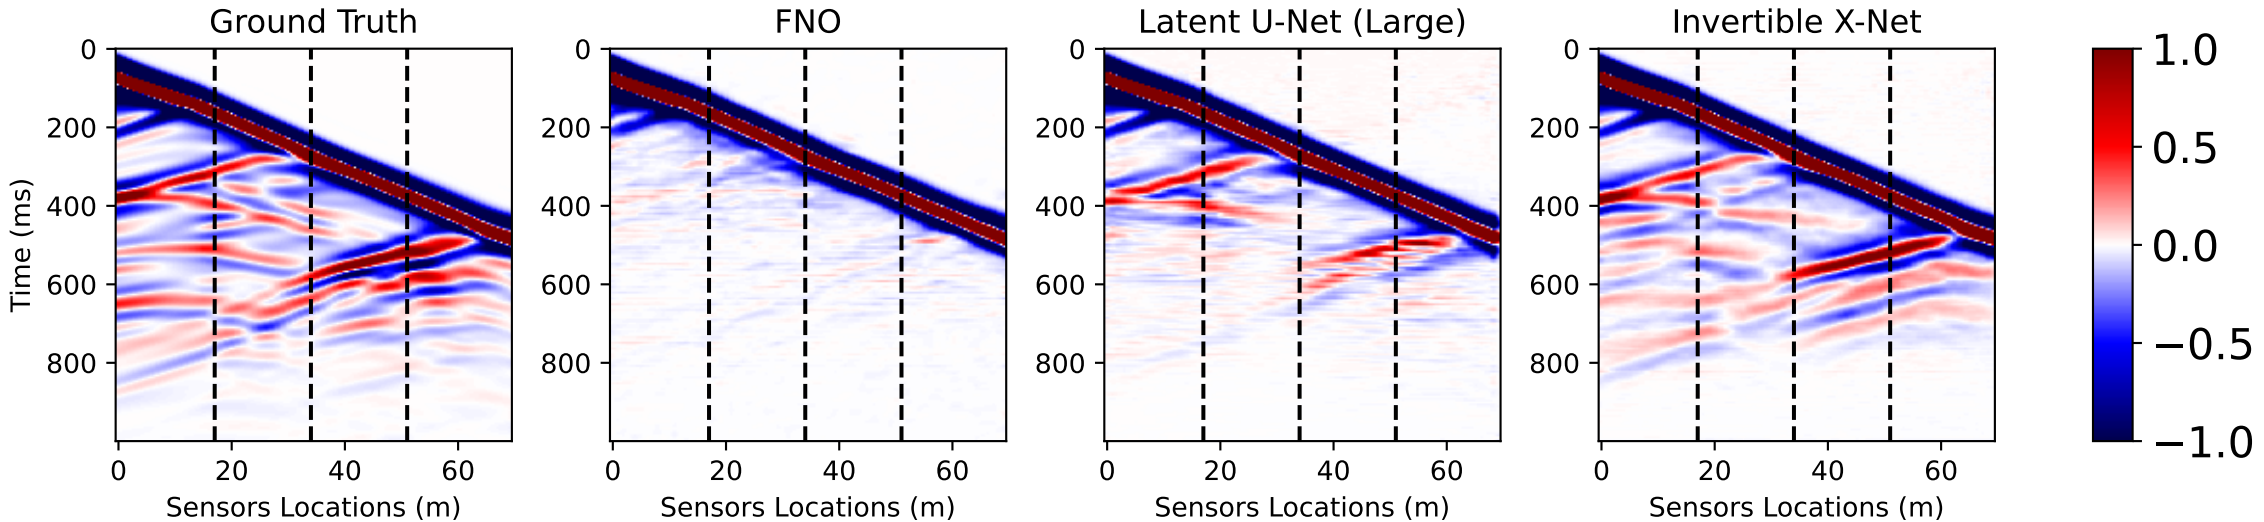 Ground Truth
FNO
Latent U-Net (Large)
Invertible X-Net
0
200
400
600
800
Time (ms)
0 20 40 60
Sensors Locations (m)
0
200
400
600
800
0 20 40 60
Sensors Locations (m)
0
200
400
600
800
0 20 40 60
Sensors Locations (m)
0
200
400
600
800
0 20 40 60
Sensors Locations (m)
1.0
0.5
0.0
−0.5
−1.0